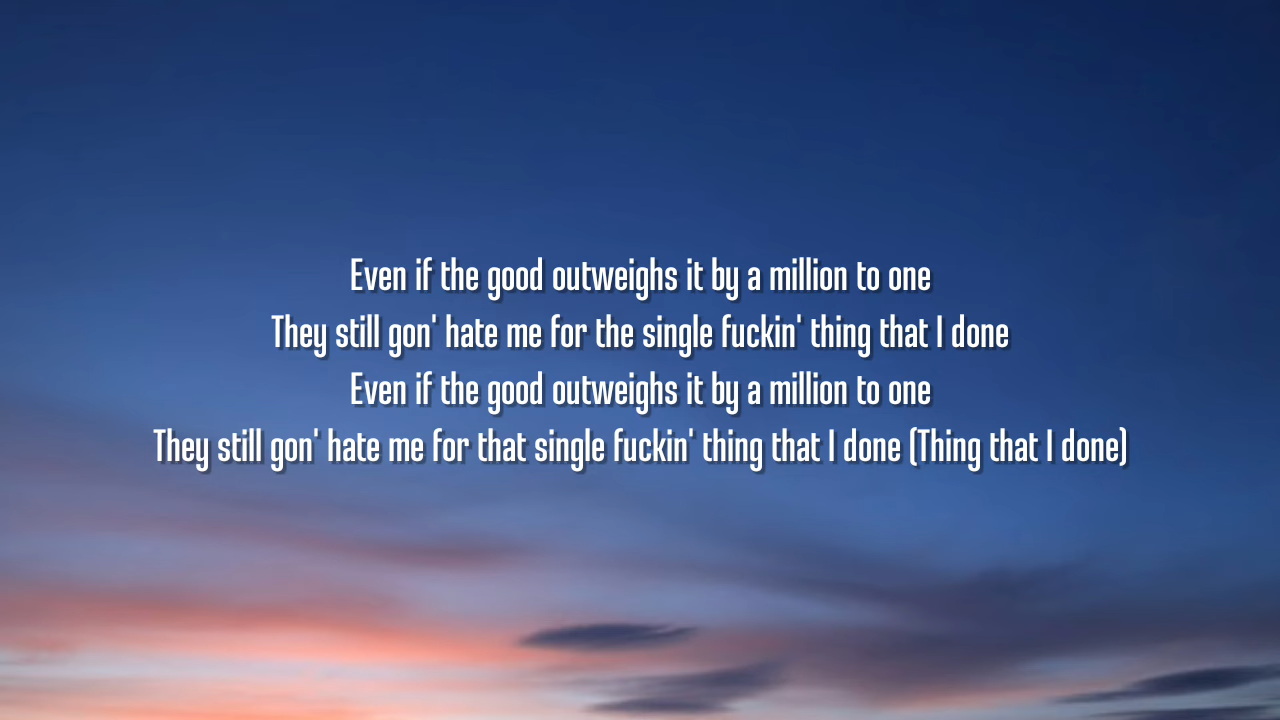 Even if the good outweighs it by a million to one
They still gon' hate me for the single fuckin' thing that I done
Even if the good outweighs it by a million to one
They still gon' hate me for that single fuckin' thing that I done (Thing that I done)